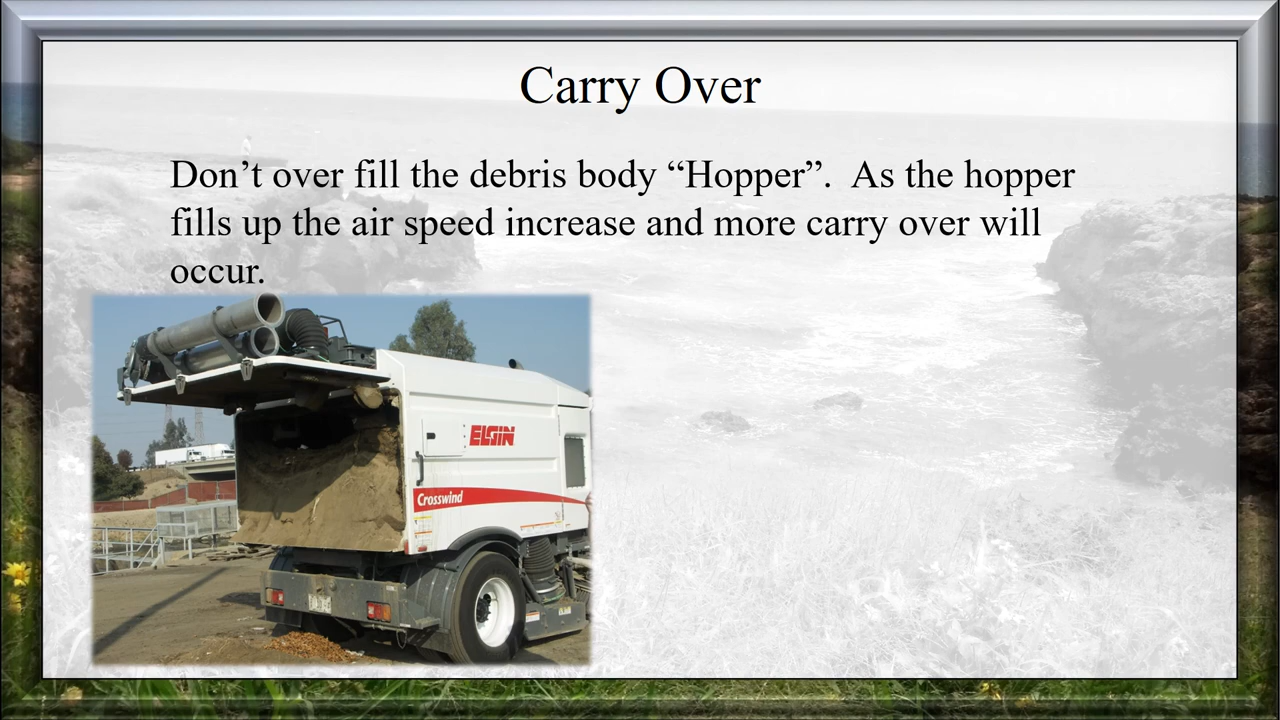 Carry Over
Don’t over fill the debris body “Hopper”.  As the hopper
fills up the air speed increase and more carry over will
occur.
ELGIN
Crosswind